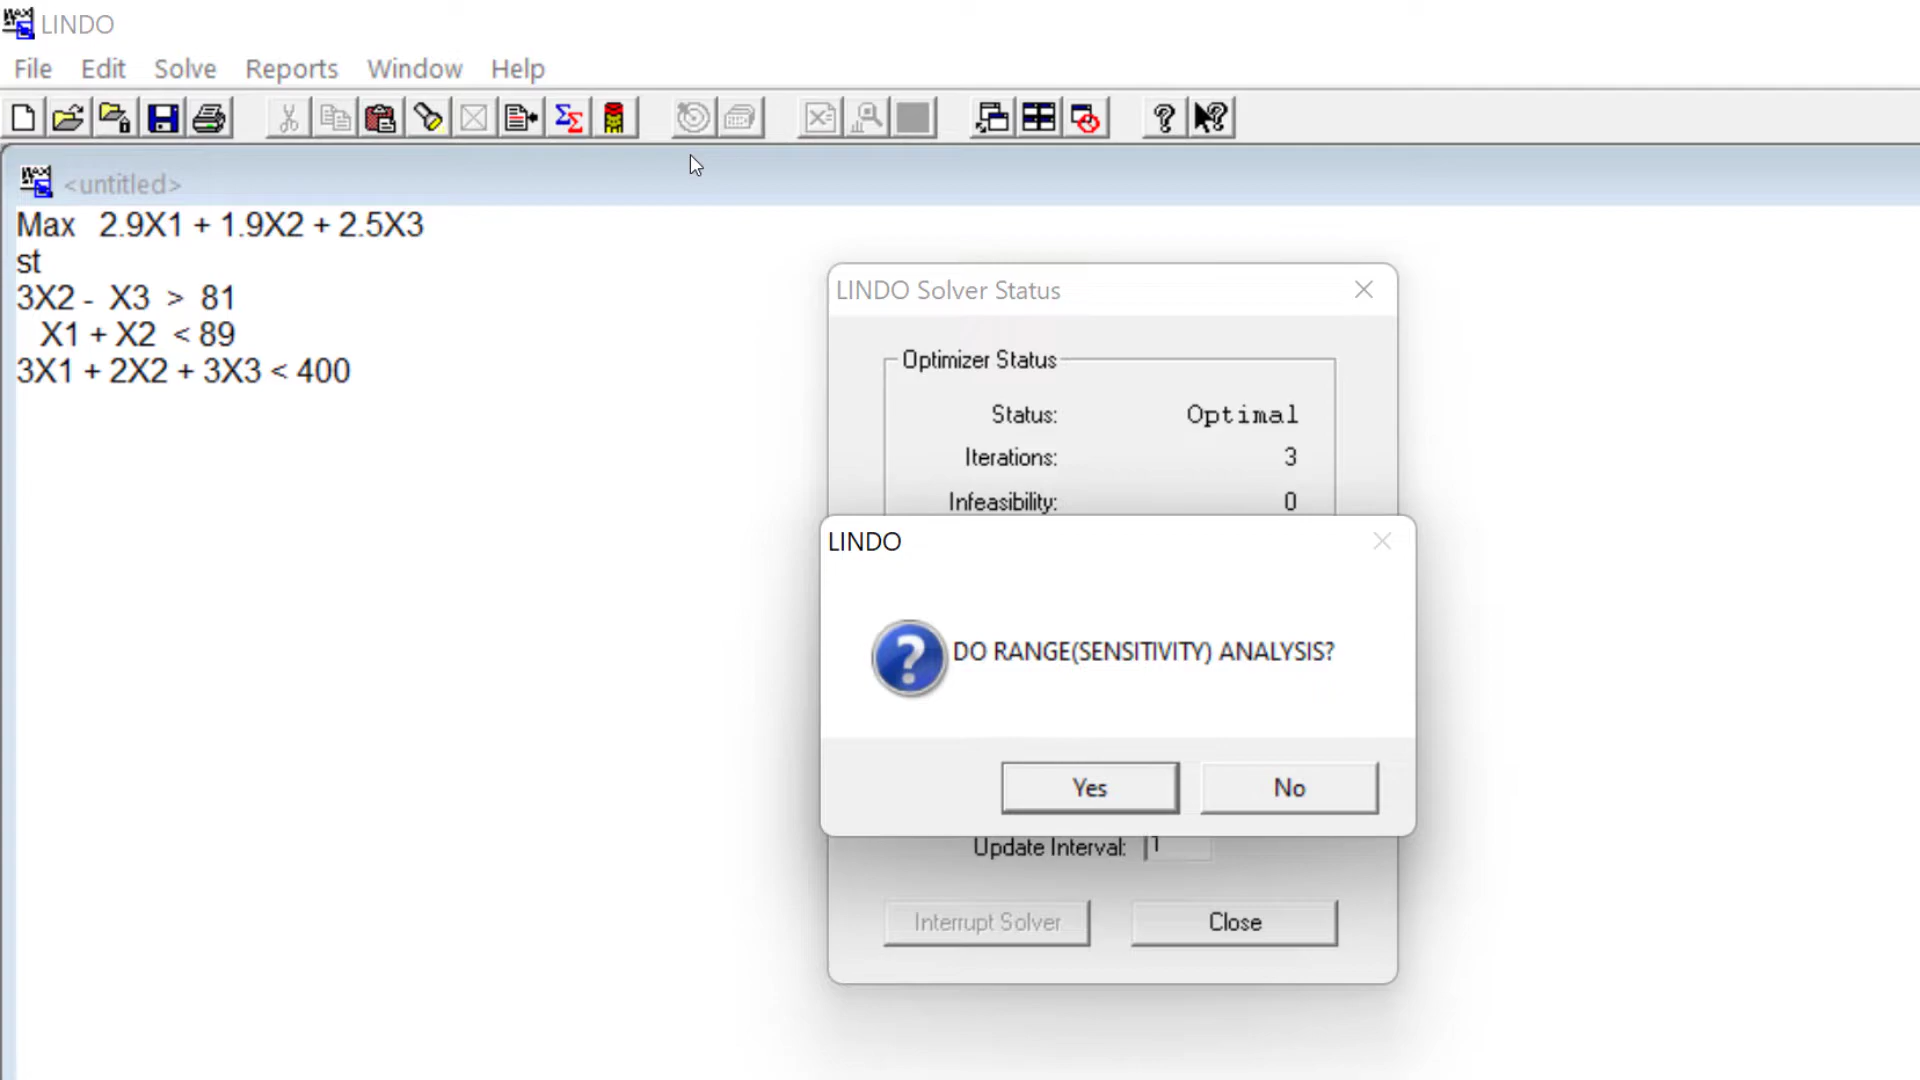 LINDO
File Edit Solve Reports Window Help
<untitled>
Max 2.9X1 + 1.9X2 + 2.5X3
st
3X2 - X3 > 81
X1 + X2 < 89
3X1 + 2X2 + 3X3 < 400
LINDO Solver Status
Optimizer Status
Status: Optimal
Iterations: 3
Infeasibility: 0
LINDO
DO RANGE(SENSITIVITY) ANALYSIS?
Yes No
Update Interval: 1
Interrupt Solver Close